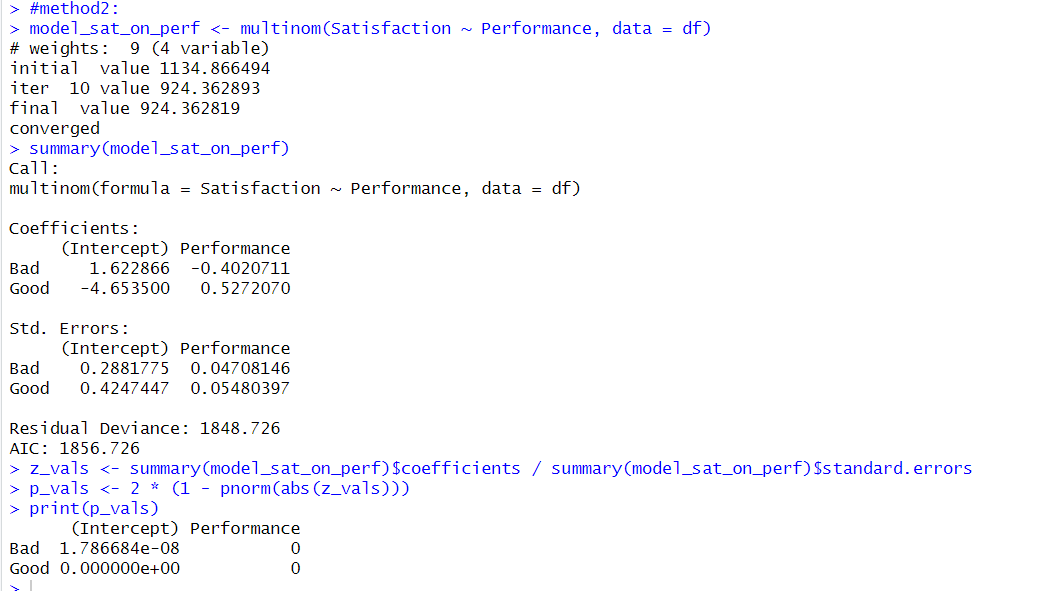 > #method2:
> model_sat_on_perf <- multinom(Satisfaction ~ Performance, data = df)
# weights:  9 (4 variable)
initial  value 1134.866494
iter  10 value 924.362893
final  value 924.362819
converged
> summary(model_sat_on_perf)
Call:
multinom(formula = Satisfaction ~ Performance, data = df)

Coefficients:
     (Intercept) Performance
Bad     1.622866  -0.4020711
Good   -4.653500   0.5272070

Std. Errors:
     (Intercept) Performance
Bad    0.2881775  0.04708146
Good   0.4247447  0.05480397

Residual Deviance: 1848.726
AIC: 1856.726
> z_vals <- summary(model_sat_on_perf)$coefficients / summary(model_sat_on_perf)$standard.errors
> p_vals <- 2 * (1 - pnorm(abs(z_vals)))
> print(p_vals)
      (Intercept) Performance
Bad  1.786684e-08           0
Good 0.000000e+00           0
>